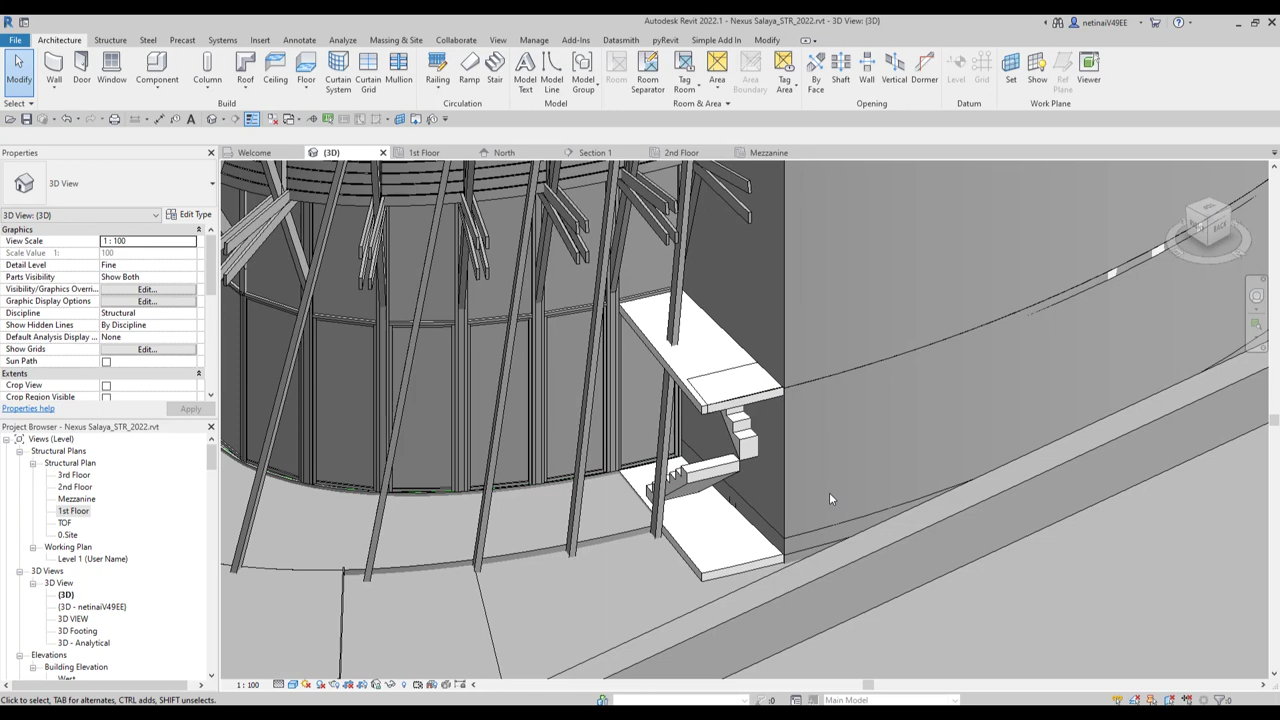 Autodesk Revit 2022.1 - Nexus Salaya_STR_2022.rvt - 3D View: {3D}
netinaiV49EE
File Architecture Structure Steel Precast Systems Insert Annotate Analyze Massing & Site Collaborate View Manage Add-Ins Datasmith pyRevit Simple Add In Modify
Modify Wall Door Window Component Column Roof Ceiling Floor Curtain System Curtain Grid Mullion Railing Ramp Stair Model Text Model Line Model Group Room Room Separator Tag Room Area Area Boundary Tag Area By Face Shaft Wall Vertical Dormer Level Grid Set Show Ref Plane Viewer
Select Build Circulation Model Room & Area Opening Datum Work Plane
Properties
Welcome {3D} 1st Floor North Section 1 2nd Floor Mezzanine
3D View
3D View: {3D} Edit Type
Graphics
View Scale 1 : 100
Scale Value 1: 100
Detail Level Fine
Parts Visibility Show Both
Visibility/Graphics Overri... Edit...
Graphic Display Options Edit...
Discipline Structural
Show Hidden Lines By Discipline
Default Analysis Display ... None
Show Grids Edit...
Sun Path
Extents
Crop View
Crop Region Visible
Properties help Apply
Project Browser - Nexus Salaya_STR_2022.rvt
Views (Level)
Structural Plans
Structural Plan
3rd Floor
2nd Floor
Mezzanine
1st Floor
TOF
0.Site
Working Plan
Level 1 (User Name)
3D Views
3D View
{3D}
{3D - netinaiV49EE}
3D VIEW
3D Footing
3D - Analytical
Elevations
Building Elevation
West
BACK
1 : 100
Click to select, TAB for alternates, CTRL adds, SHIFT unselects.
:0
Main Model
:0